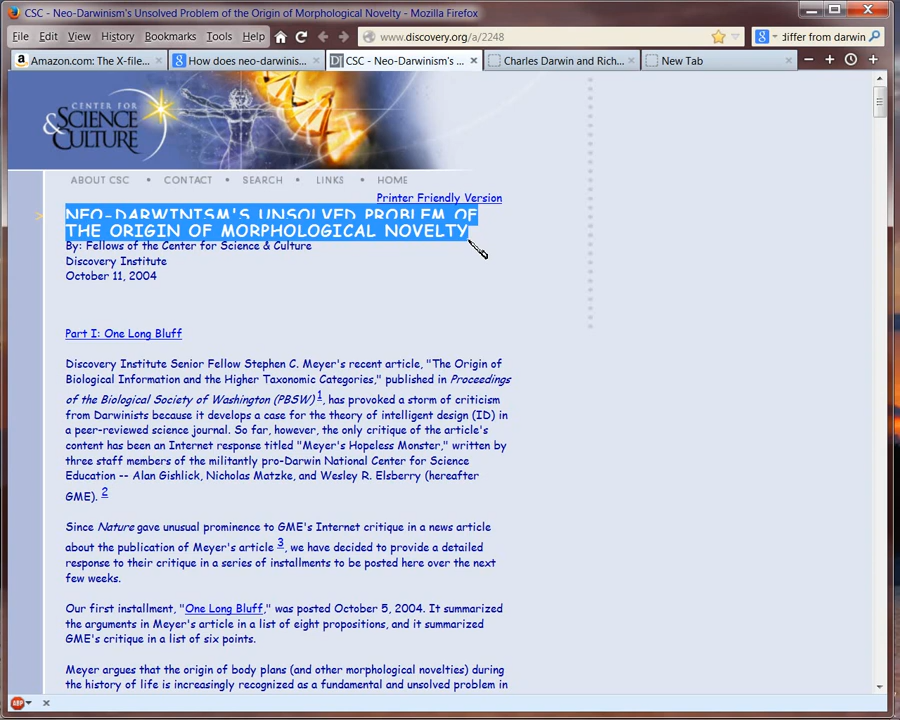 CSC - Neo-Darwinism's Unsolved Problem of the Origin of Morphological Novelty - Mozilla Firefox
File Edit View History Bookmarks Tools Help www.discovery.org/a/2248 differ from darwin
Amazon.com: The X-file... How does neo-darwinis... CSC - Neo-Darwinism's ... Charles Darwin and Rich... New Tab
CENTER FOR
& SCIENCE
CULTURE
ABOUT CSC • CONTACT • SEARCH • LINKS • HOME
Printer Friendly Version
> NEO-DARWINISM'S UNSOLVED PROBLEM OF
THE ORIGIN OF MORPHOLOGICAL NOVELTY
By: Fellows of the Center for Science & Culture
Discovery Institute
October 11, 2004
Part I: One Long Bluff
Discovery Institute Senior Fellow Stephen C. Meyer's recent article, "The Origin of
Biological Information and the Higher Taxonomic Categories," published in Proceedings
of the Biological Society of Washington (PBSW) 1, has provoked a storm of criticism
from Darwinists because it develops a case for the theory of intelligent design (ID) in
a peer-reviewed science journal. So far, however, the only critique of the article's
content has been an Internet response titled "Meyer's Hopeless Monster," written by
three staff members of the militantly pro-Darwin National Center for Science
Education -- Alan Gishlick, Nicholas Matzke, and Wesley R. Elsberry (hereafter
GME). 2
Since Nature gave unusual prominence to GME's Internet critique in a news article
about the publication of Meyer's article 3, we have decided to provide a detailed
response to their critique in a series of installments to be posted here over the next
few weeks.
Our first installment, "One Long Bluff," was posted October 5, 2004. It summarized
the arguments in Meyer's article in a list of eight propositions, and it summarized
GME's critique in a list of six points.
Meyer argues that the origin of body plans (and other morphological novelties) during
the history of life is increasingly recognized as a fundamental and unsolved problem in
ABP